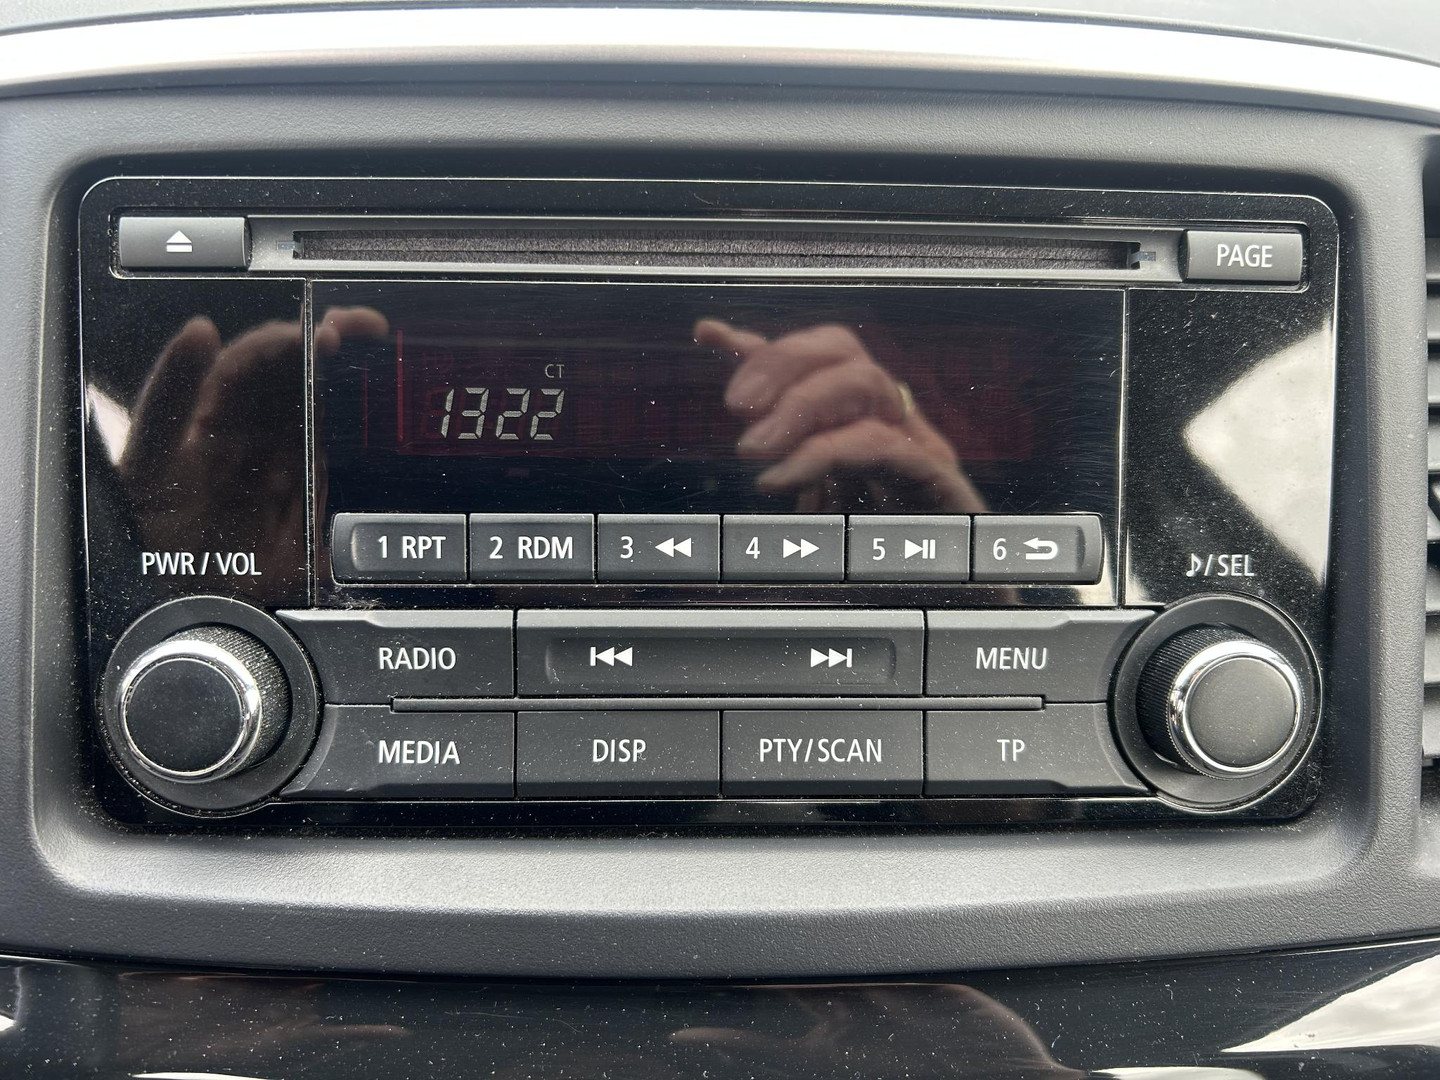 PAGE
CT
1322
1 RPT 2 RDM 3 4 5 6
PWR / VOL
♪/SEL
RADIO
MENU
MEDIA DISP PTY/SCAN TP